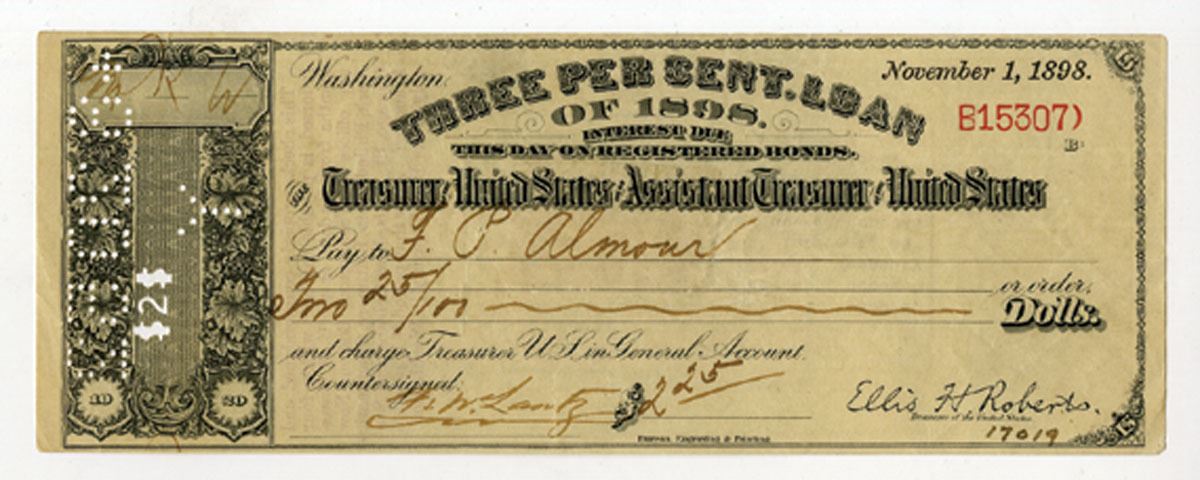 Washington.
November 1, 1898.
THREE PER CENT. LOAN
OF 1898.
B15307)
INTEREST DUE
THIS DAY ON REGISTERED BONDS.
B
Treasurer of the United States or Assistant Treasurer of the United States
Pay to F. P. Almour
or order,
Two 25/100 Dolls.
and charge Treasurer U S in General Account.
Countersigned:
$ 2 25
Ellis H Roberts.
Treasurer of the United States.
17019
Bureau, Engraving & Printing
$2$
3D 3D